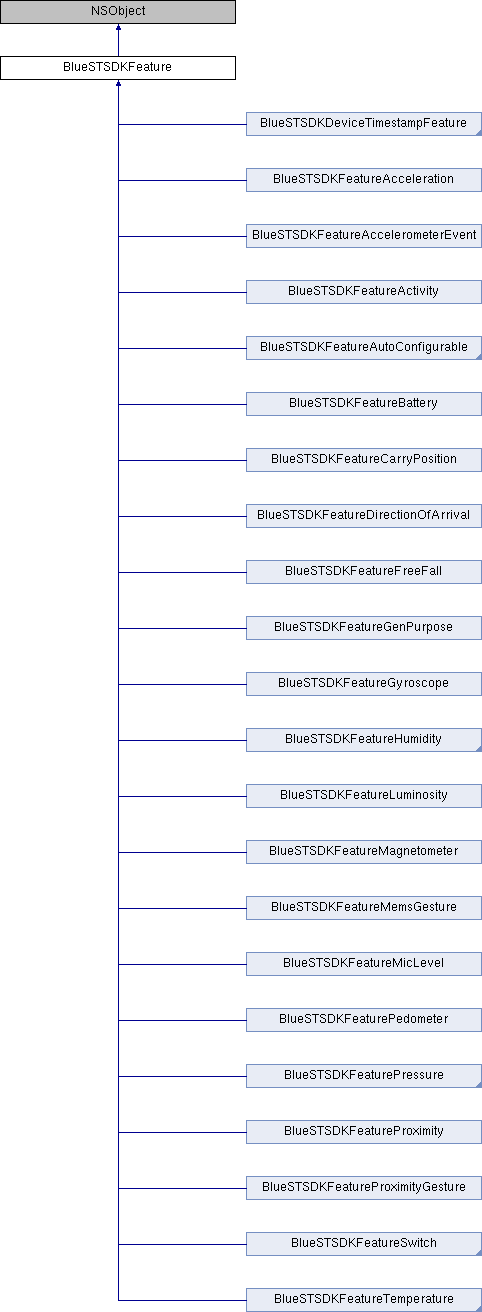 NSObject
BlueSTSDKFeature
BlueSTSDKDeviceTimestampFeature
BlueSTSDKFeatureAcceleration
BlueSTSDKFeatureAccelerometerEvent
BlueSTSDKFeatureActivity
BlueSTSDKFeatureAutoConfigurable
BlueSTSDKFeatureBattery
BlueSTSDKFeatureCarryPosition
BlueSTSDKFeatureDirectionOfArrival
BlueSTSDKFeatureFreeFall
BlueSTSDKFeatureGenPurpose
BlueSTSDKFeatureGyroscope
BlueSTSDKFeatureHumidity
BlueSTSDKFeatureLuminosity
BlueSTSDKFeatureMagnetometer
BlueSTSDKFeatureMemsGesture
BlueSTSDKFeatureMicLevel
BlueSTSDKFeaturePedometer
BlueSTSDKFeaturePressure
BlueSTSDKFeatureProximity
BlueSTSDKFeatureProximityGesture
BlueSTSDKFeatureSwitch
BlueSTSDKFeatureTemperature